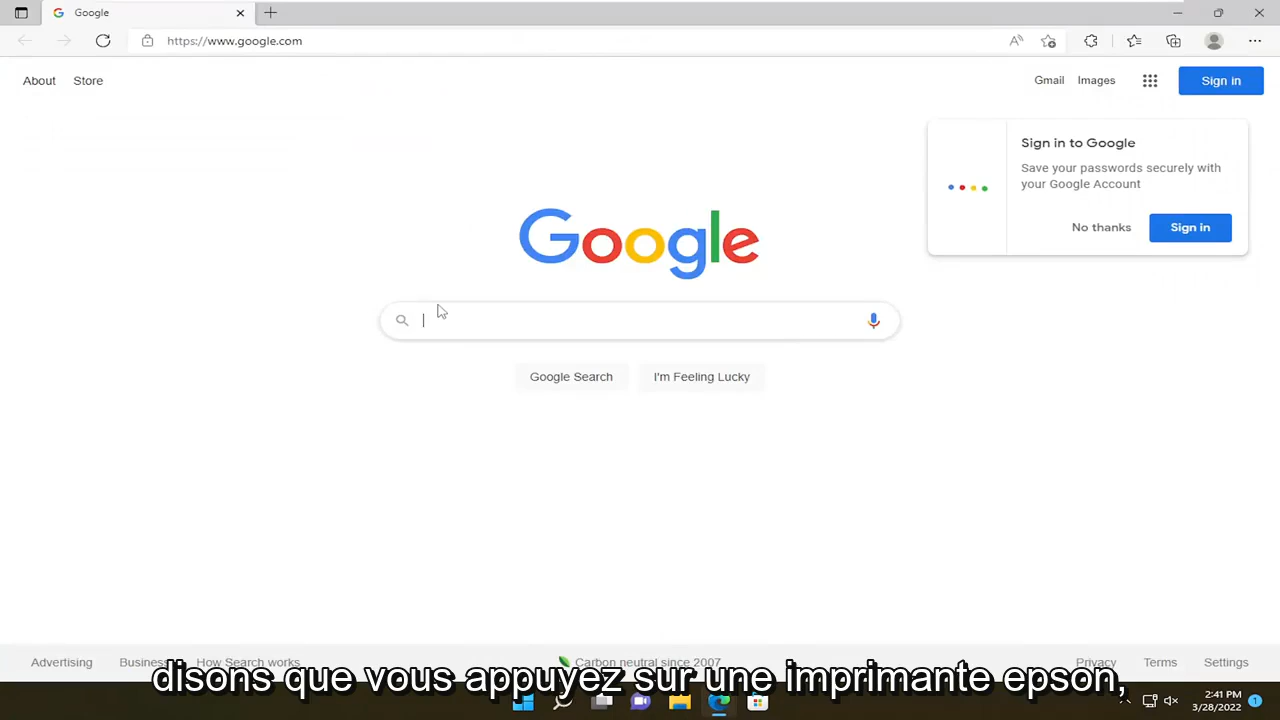 Google
https://www.google.com
About Store
Gmail Images Sign in
Sign in to Google
Save your passwords securely with
your Google Account
No thanks Sign in
Google
Google Search I'm Feeling Lucky
Advertising Business How Search works Carbon neutral since 2007 Privacy Terms Settings
disons que vous appuyez sur une imprimante epson,
2:41 PM
3/28/2022
1